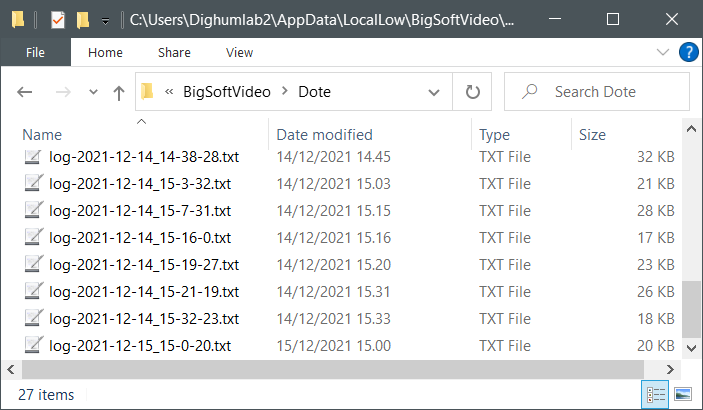 C:\Users\Dighumlab2\AppData\LocalLow\BigSoftVideo\...
File Home Share View
« BigSoftVideo > Dote Search Dote
Name Date modified Type Size
log-2021-12-14_14-38-28.txt 14/12/2021 14.45 TXT File 32 KB
log-2021-12-14_15-3-32.txt 14/12/2021 15.03 TXT File 21 KB
log-2021-12-14_15-7-31.txt 14/12/2021 15.15 TXT File 28 KB
log-2021-12-14_15-16-0.txt 14/12/2021 15.16 TXT File 17 KB
log-2021-12-14_15-19-27.txt 14/12/2021 15.20 TXT File 23 KB
log-2021-12-14_15-21-19.txt 14/12/2021 15.31 TXT File 26 KB
log-2021-12-14_15-32-23.txt 14/12/2021 15.33 TXT File 18 KB
log-2021-12-15_15-0-20.txt 15/12/2021 15.00 TXT File 20 KB
27 items